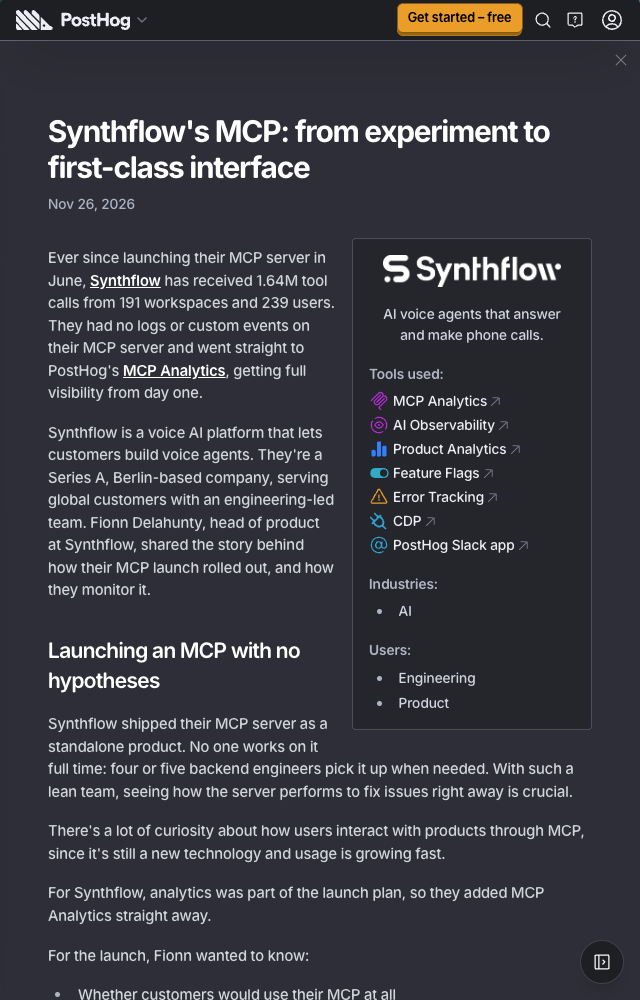 PostHog
Get started – free
Synthflow's MCP: from experiment to
first-class interface
Nov 26, 2026
Ever since launching their MCP server in
June, Synthflow has received 1.64M tool
calls from 191 workspaces and 239 users.
They had no logs or custom events on
their MCP server and went straight to
PostHog's MCP Analytics, getting full
visibility from day one.
Synthflow is a voice AI platform that lets
customers build voice agents. They're a
Series A, Berlin-based company, serving
global customers with an engineering-led
team. Fionn Delahunty, head of product
at Synthflow, shared the story behind
how their MCP launch rolled out, and how
they monitor it.
Synthflow
AI voice agents that answer
and make phone calls.
Tools used:
MCP Analytics
AI Observability
Product Analytics
Feature Flags
Error Tracking
CDP
PostHog Slack app
Industries:
• AI
Users:
• Engineering
• Product
Launching an MCP with no
hypotheses
Synthflow shipped their MCP server as a
standalone product. No one works on it
full time: four or five backend engineers pick it up when needed. With such a
lean team, seeing how the server performs to fix issues right away is crucial.
There's a lot of curiosity about how users interact with products through MCP,
since it's still a new technology and usage is growing fast.
For Synthflow, analytics was part of the launch plan, so they added MCP
Analytics straight away.
For the launch, Fionn wanted to know:
• Whether customers would use their MCP at all